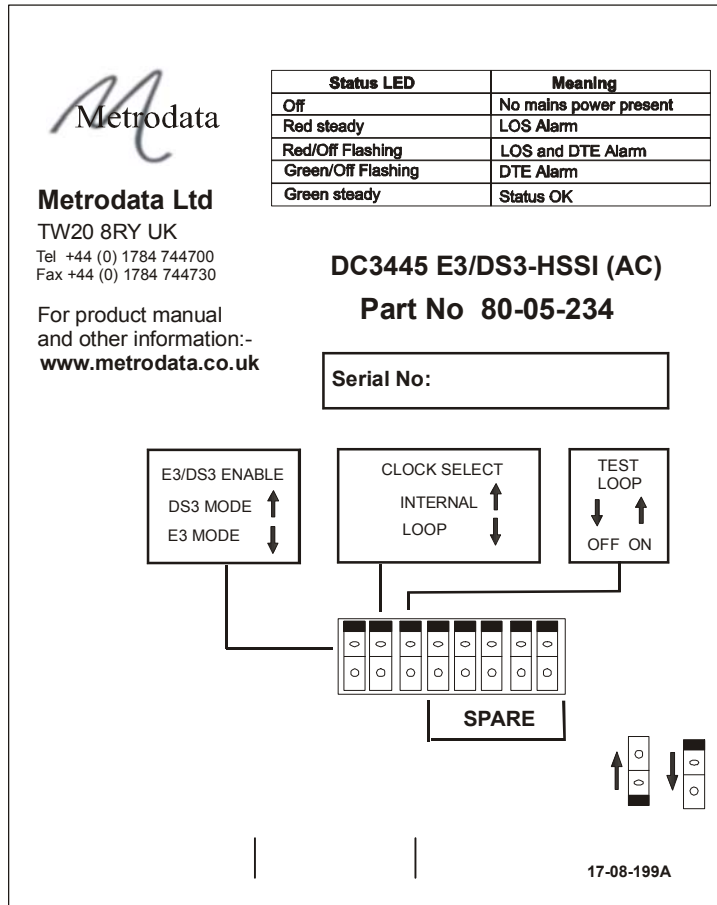 Metrodata
Status LED Meaning
Off No mains power present
Red steady LOS Alarm
Red/Off Flashing LOS and DTE Alarm
Green/Off Flashing DTE Alarm
Green steady Status OK
Metrodata Ltd
TW20 8RY UK
Tel +44 (0) 1784 744700
Fax +44 (0) 1784 744730
For product manual
and other information:-
www.metrodata.co.uk
DC3445 E3/DS3-HSSI (AC)
Part No 80-05-234
Serial No:
E3/DS3 ENABLE
DS3 MODE
E3 MODE
CLOCK SELECT
INTERNAL
LOOP
TEST
LOOP
OFF ON
SPARE
17-08-199A